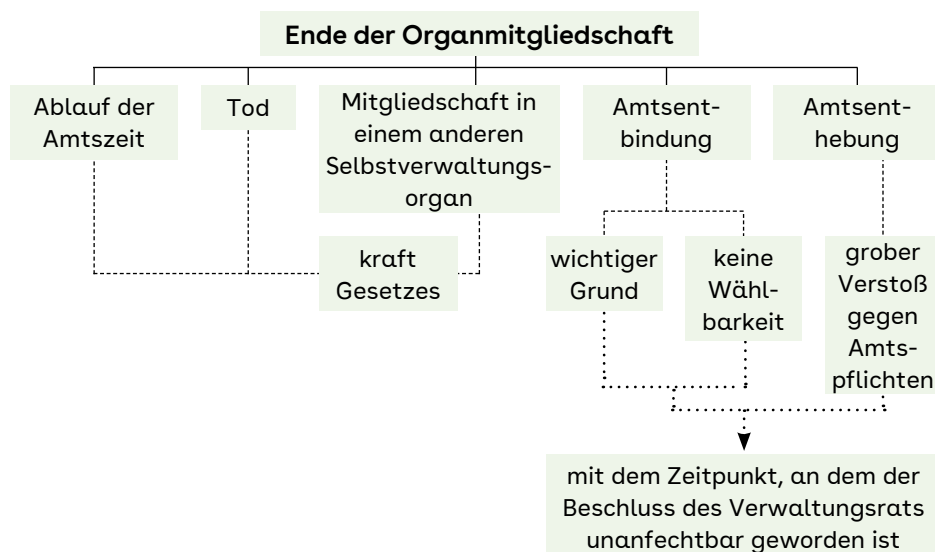 Ende der Organmitgliedschaft
Ablauf der
Amtszeit
Tod
Mitgliedschaft in
einem anderen
Selbstverwaltungs-
organ
Amtsent-
bindung
Amtsent-
hebung
kraft
Gesetzes
wichtiger
Grund
keine
Wähl-
barkeit
grober
Verstoß
gegen
Amts-
pflichten
mit dem Zeitpunkt, an dem der
Beschluss des Verwaltungsrats
unanfechtbar geworden ist